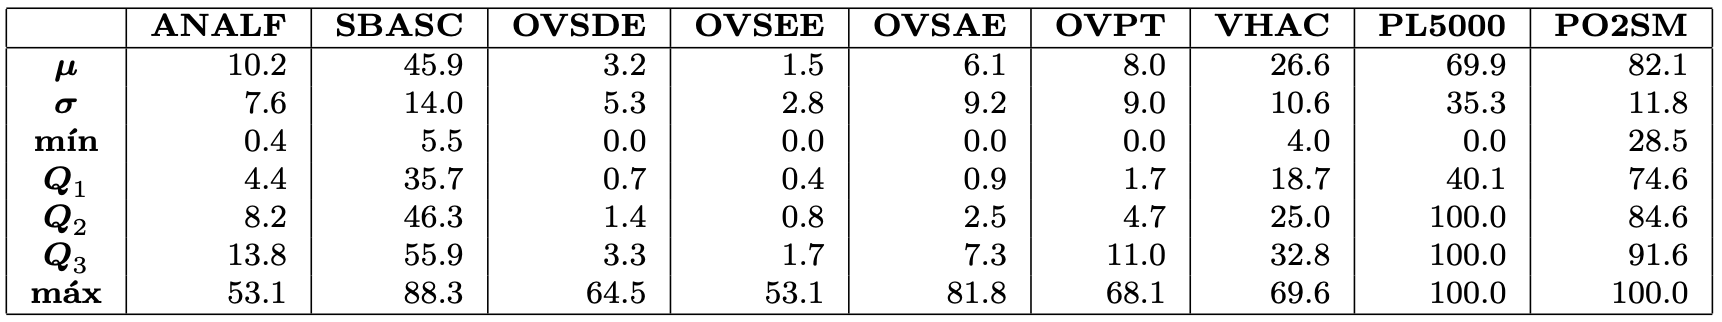 ANALF SBASC OVSDE OVSEE OVSAE OVPT VHAC PL5000 PO2SM
μ 10.2 45.9 3.2 1.5 6.1 8.0 26.6 69.9 82.1
σ 7.6 14.0 5.3 2.8 9.2 9.0 10.6 35.3 11.8
mín 0.4 5.5 0.0 0.0 0.0 0.0 4.0 0.0 28.5
Q1 4.4 35.7 0.7 0.4 0.9 1.7 18.7 40.1 74.6
Q2 8.2 46.3 1.4 0.8 2.5 4.7 25.0 100.0 84.6
Q3 13.8 55.9 3.3 1.7 7.3 11.0 32.8 100.0 91.6
máx 53.1 88.3 64.5 53.1 81.8 68.1 69.6 100.0 100.0